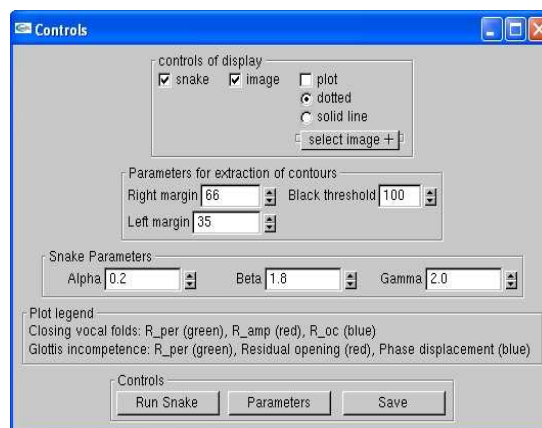 Controls
controls of display
snake image plot
dotted
solid line
select image +
Parameters for extraction of contours
Right margin 66 Black threshold 100
Left margin 35
Snake Parameters
Alpha 0.2 Beta 1.8 Gamma 2.0
Plot legend
Closing vocal folds: R_per (green), R_amp (red), R_oc (blue)
Glottis incompetence: R_per (green), Residual opening (red), Phase displacement (blue)
Controls
Run Snake Parameters Save